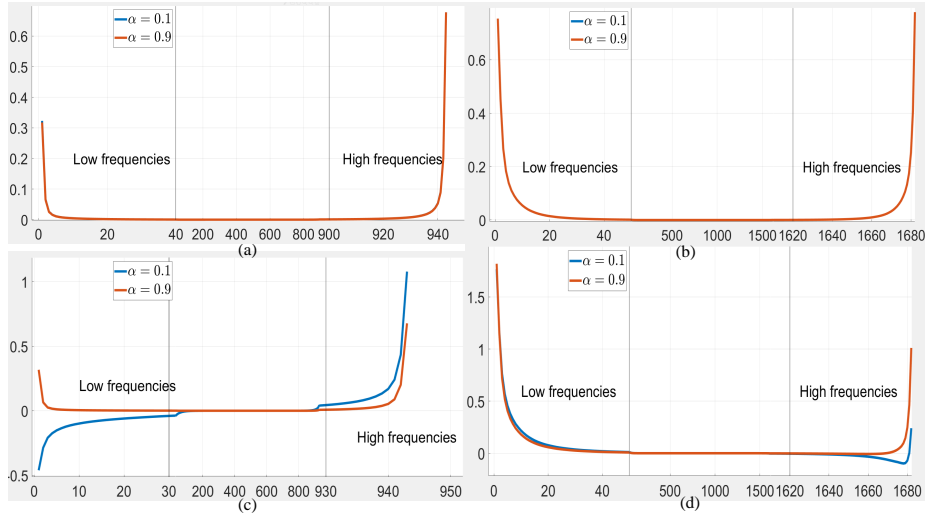 α = 0.1
α = 0.9
0.6
0.5
0.4
0.3
0.2
0.1
0
Low frequencies
High frequencies
0 20 40 200 400 600 800 900 920 940
(a)
α = 0.1
α = 0.9
0.6
0.4
0.2
0
Low frequencies
High frequencies
0 20 40 500 1000 1500 1620 1640 1660 1680
(b)
α = 0.1
α = 0.9
1
0.5
0
-0.5
Low frequencies
High frequencies
0 10 20 30 200 400 600 800 930 940 950
(c)
α = 0.1
α = 0.9
1.5
1
0.5
0
Low frequencies
High frequencies
0 20 40 500 1000 1500 1620 1640 1660 1680
(d)